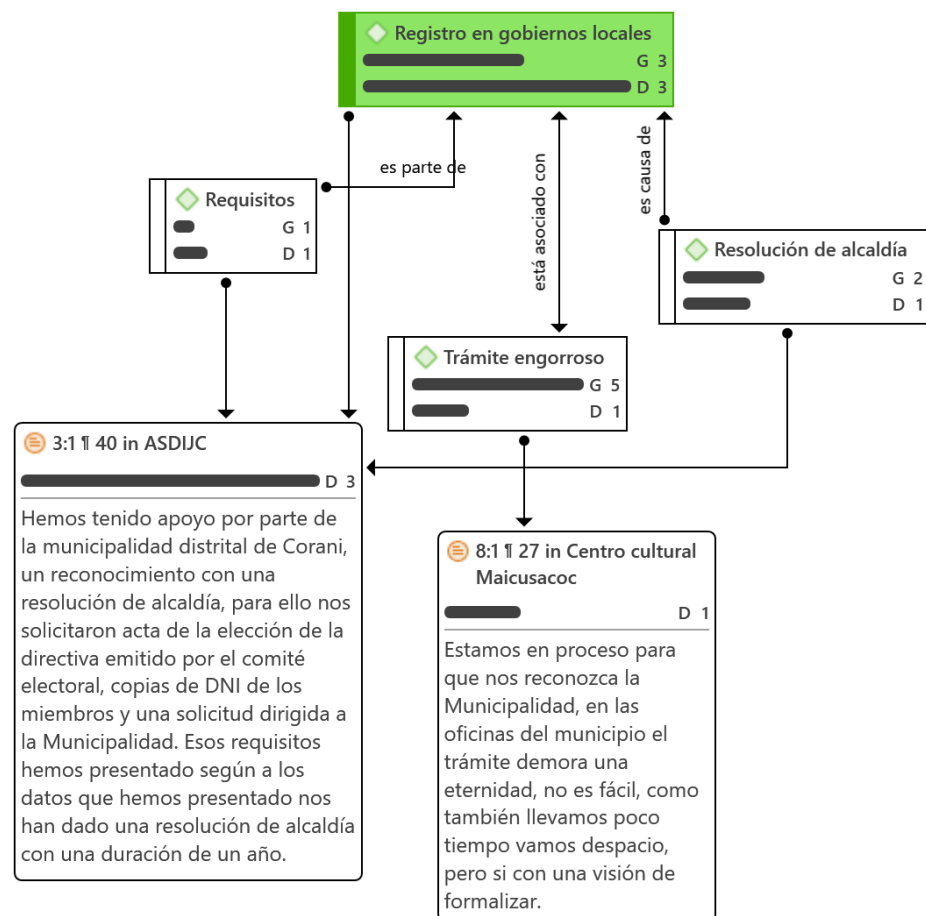 Registro en gobiernos locales
G 3
D 3
es parte de
está asociado con
es causa de
Requisitos
G 1
D 1
Resolución de alcaldía
G 2
D 1
Trámite engorroso
G 5
D 1
3:1 ¶ 40 in ASDIJC
D 3
Hemos tenido apoyo por parte de
la municipalidad distrital de Corani,
un reconocimiento con una
resolución de alcaldía, para ello nos
solicitaron acta de la elección de la
directiva emitido por el comité
electoral, copias de DNI de los
miembros y una solicitud dirigida a
la Municipalidad. Esos requisitos
hemos presentado según a los
datos que hemos presentado nos
han dado una resolución de alcaldía
con una duración de un año.
8:1 ¶ 27 in Centro cultural
Maicusacoc
D 1
Estamos en proceso para
que nos reconozca la
Municipalidad, en las
oficinas del municipio el
trámite demora una
eternidad, no es fácil, como
también llevamos poco
tiempo vamos despacio,
pero si con una visión de
formalizar.